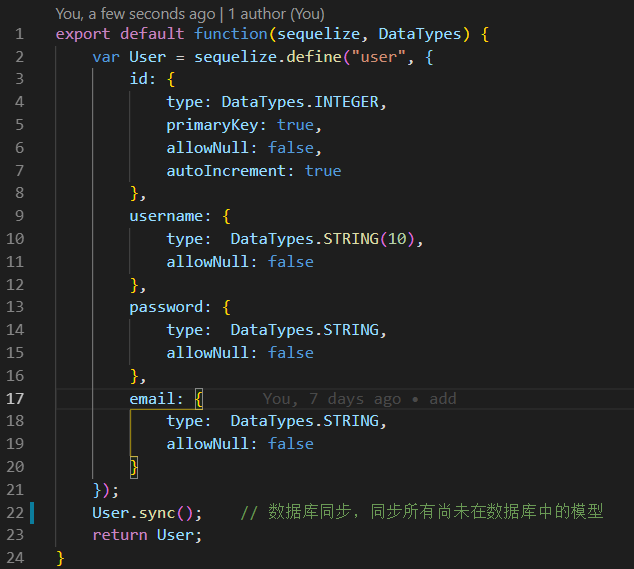 You, a few seconds ago | 1 author (You)
1 export default function(sequelize, DataTypes) {
2     var User = sequelize.define("user", {
3         id: {
4             type: DataTypes.INTEGER,
5             primaryKey: true,
6             allowNull: false,
7             autoIncrement: true
8         },
9         username: {
10             type:  DataTypes.STRING(10),
11             allowNull: false
12         },
13         password: {
14             type:  DataTypes.STRING,
15             allowNull: false
16         },
17         email: {      You, 7 days ago • add
18             type:  DataTypes.STRING,
19             allowNull: false
20         }
21     });
22     User.sync();    // 数据库同步，同步所有尚未在数据库中的模型
23     return User;
24 }